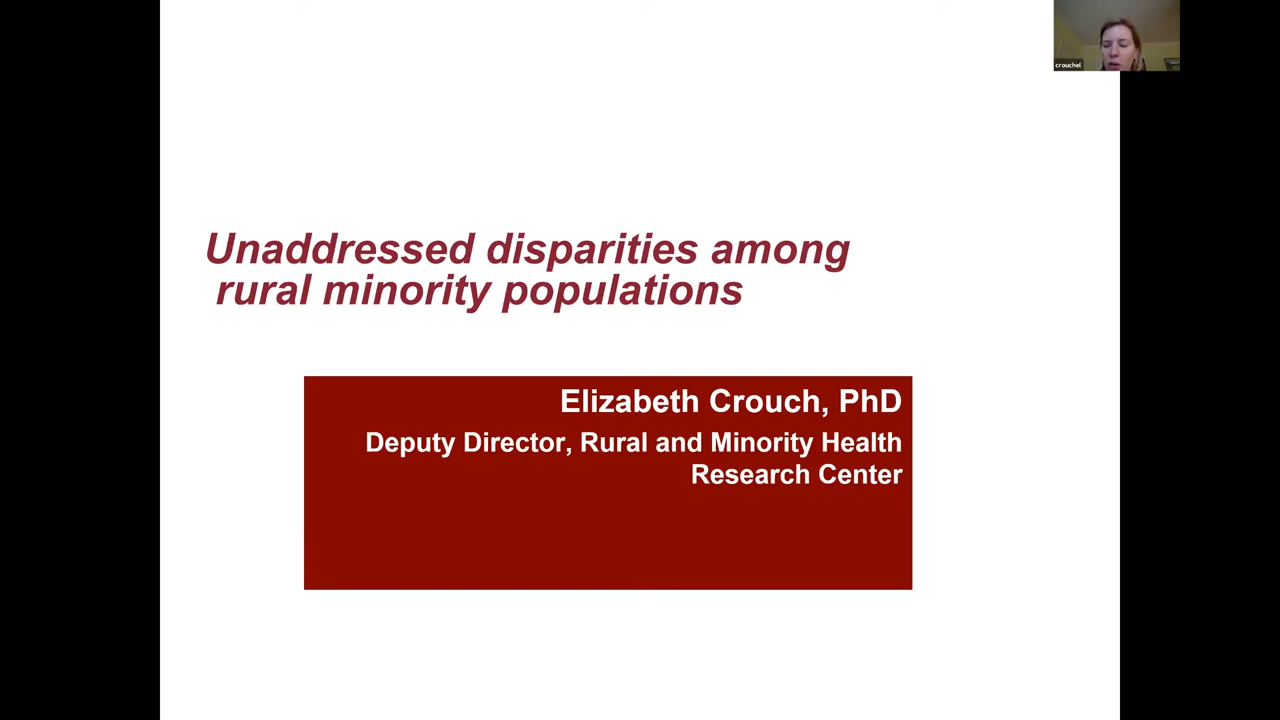 crouchel
Unaddressed disparities among
rural minority populations
Elizabeth Crouch, PhD
Deputy Director, Rural and Minority Health
Research Center